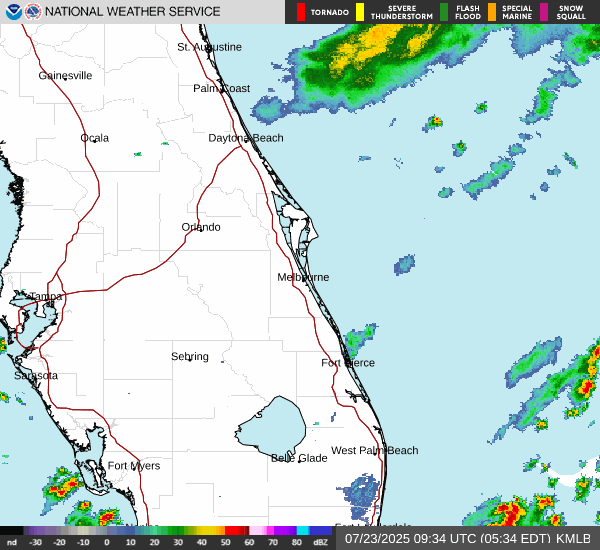 NATIONAL WEATHER SERVICE
TORNADO
SEVERE
THUNDERSTORM
FLASH
FLOOD
SPECIAL
MARINE
SNOW
SQUALL
St. Augustine
Gainesville
Palm Coast
Ocala
Daytona Beach
Orlando
Melbourne
Tampa
Sebring
Fort Pierce
Sarasota
West Palm Beach
Belle Glade
Fort Myers
nd -30 -20 -10 0 10 20 30 40 50 60 70 80 dBZ
07/23/2025 09:34 UTC (05:34 EDT) KMLB